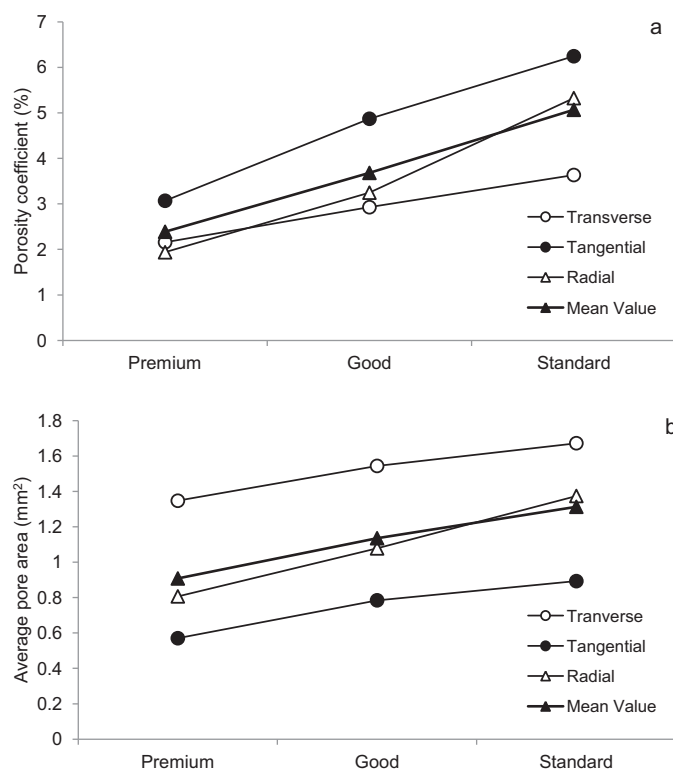 a
7
6
5
4
3
2
1
0
Porosity coefficient (%)
Transverse
Tangential
Radial
Mean Value
Premium Good Standard
b
1.8
1.6
1.4
1.2
1
0.8
0.6
0.4
0.2
0
Average pore area (mm²)
Tranverse
Tangential
Radial
Mean Value
Premium Good Standard